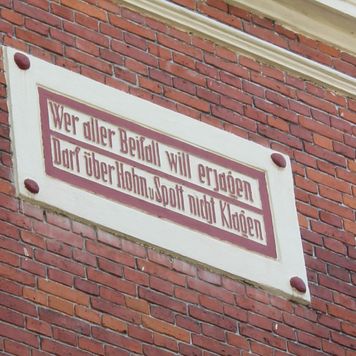 Wer aller Beifall will erjagen
Darf über Hohn u Spott nicht Klagen